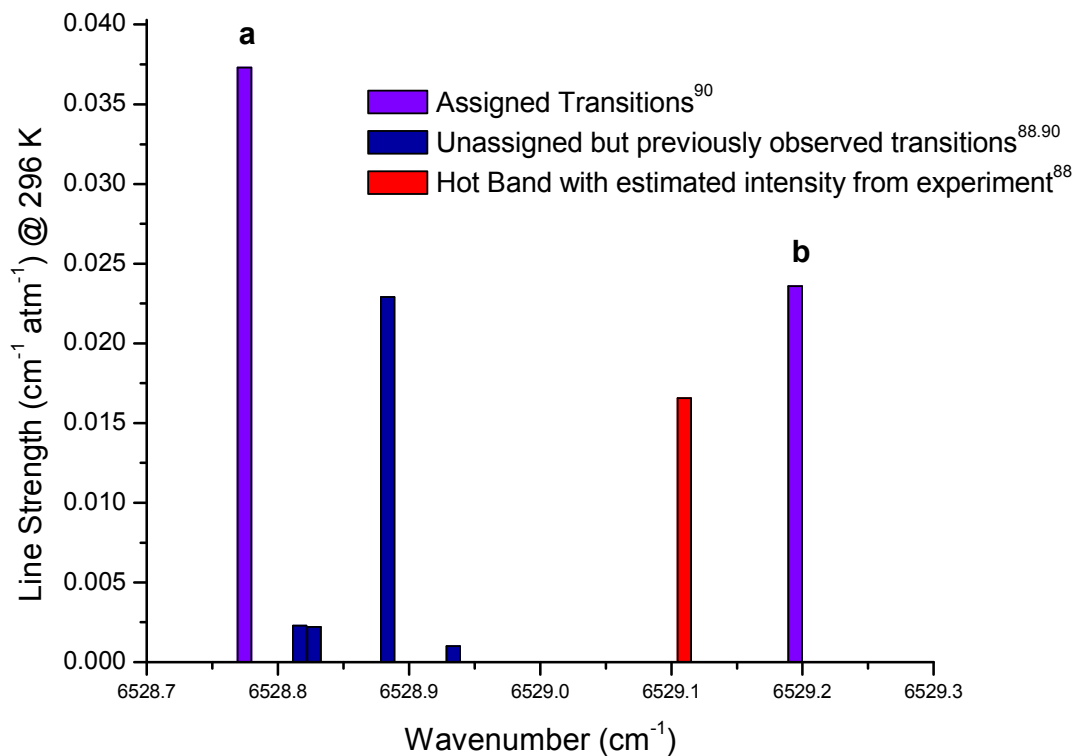 0.040
0.035
0.030
0.025
0.020
0.015
0.010
0.005
0.000
Line Strength (cm⁻¹ atm⁻¹) @ 296 K
a
b
Assigned Transitions⁹⁰
Unassigned but previously observed transitions⁸⁸·⁹⁰
Hot Band with estimated intensity from experiment⁸⁸
6528.7 6528.8 6528.9 6529.0 6529.1 6529.2 6529.3
Wavenumber (cm⁻¹)